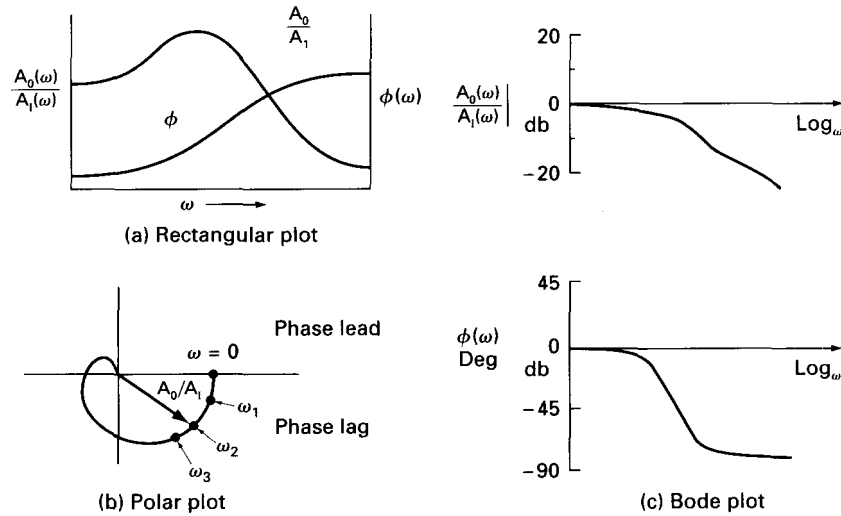 A₀(ω)
A₁(ω)
A₀
A₁
ϕ
ϕ(ω)
ω
(a) Rectangular plot
20
0
-20
A₀(ω)
A₁(ω)
db
Logω
Phase lead
ω = 0
A₀/A₁
ω₁
Phase lag
ω₂
ω₃
(b) Polar plot
45
0
-45
-90
ϕ(ω)
Deg
db
Logω
(c) Bode plot